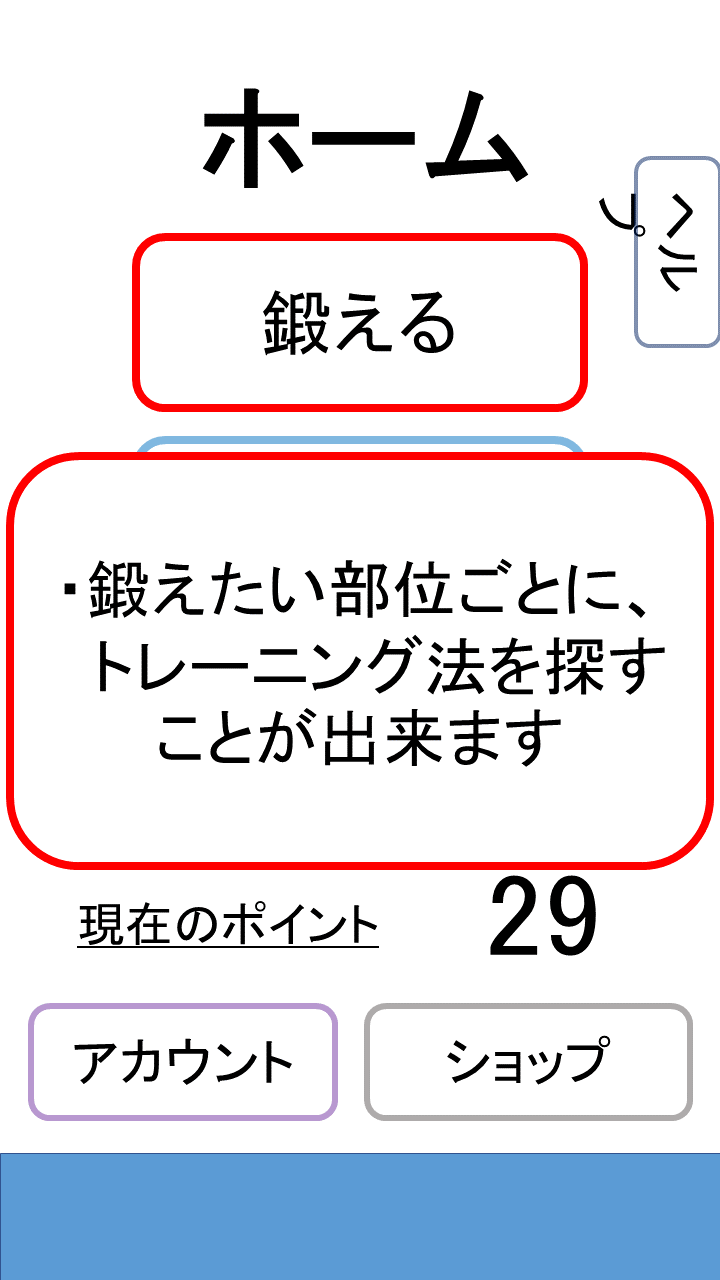 ホーム
ヘル
プ
鍛える
・鍛えたい部位ごとに、
トレーニング法を探す
ことが出来ます
現在のポイント 29
アカウント
ショップ